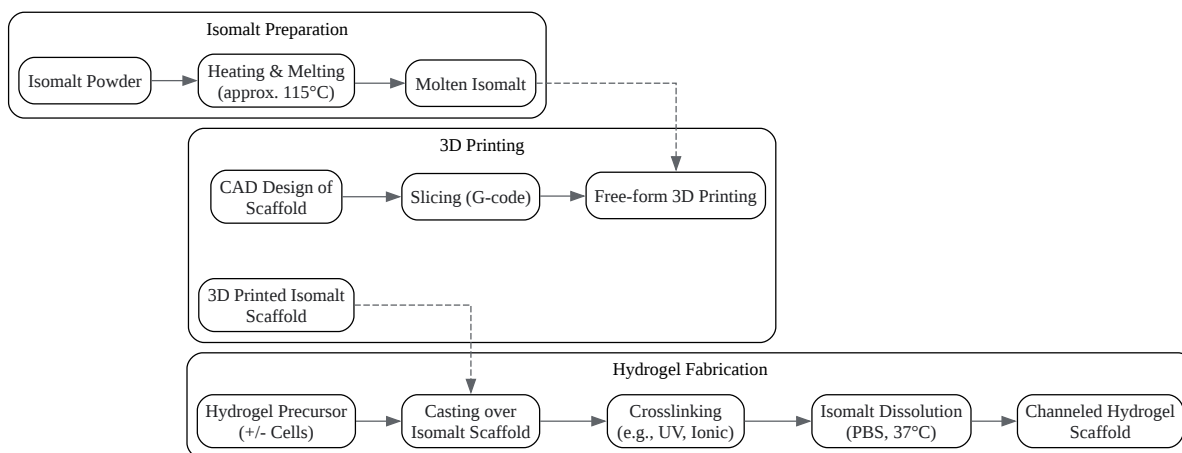 Isomalt Preparation
Isomalt Powder
Heating & Melting
(approx. 115°C)
Molten Isomalt
3D Printing
CAD Design of
Scaffold
Slicing (G-code)
Free-form 3D Printing
3D Printed Isomalt
Scaffold
Hydrogel Fabrication
Hydrogel Precursor
(+/- Cells)
Casting over
Isomalt Scaffold
Crosslinking
(e.g., UV, Ionic)
Isomalt Dissolution
(PBS, 37°C)
Channeled Hydrogel
Scaffold